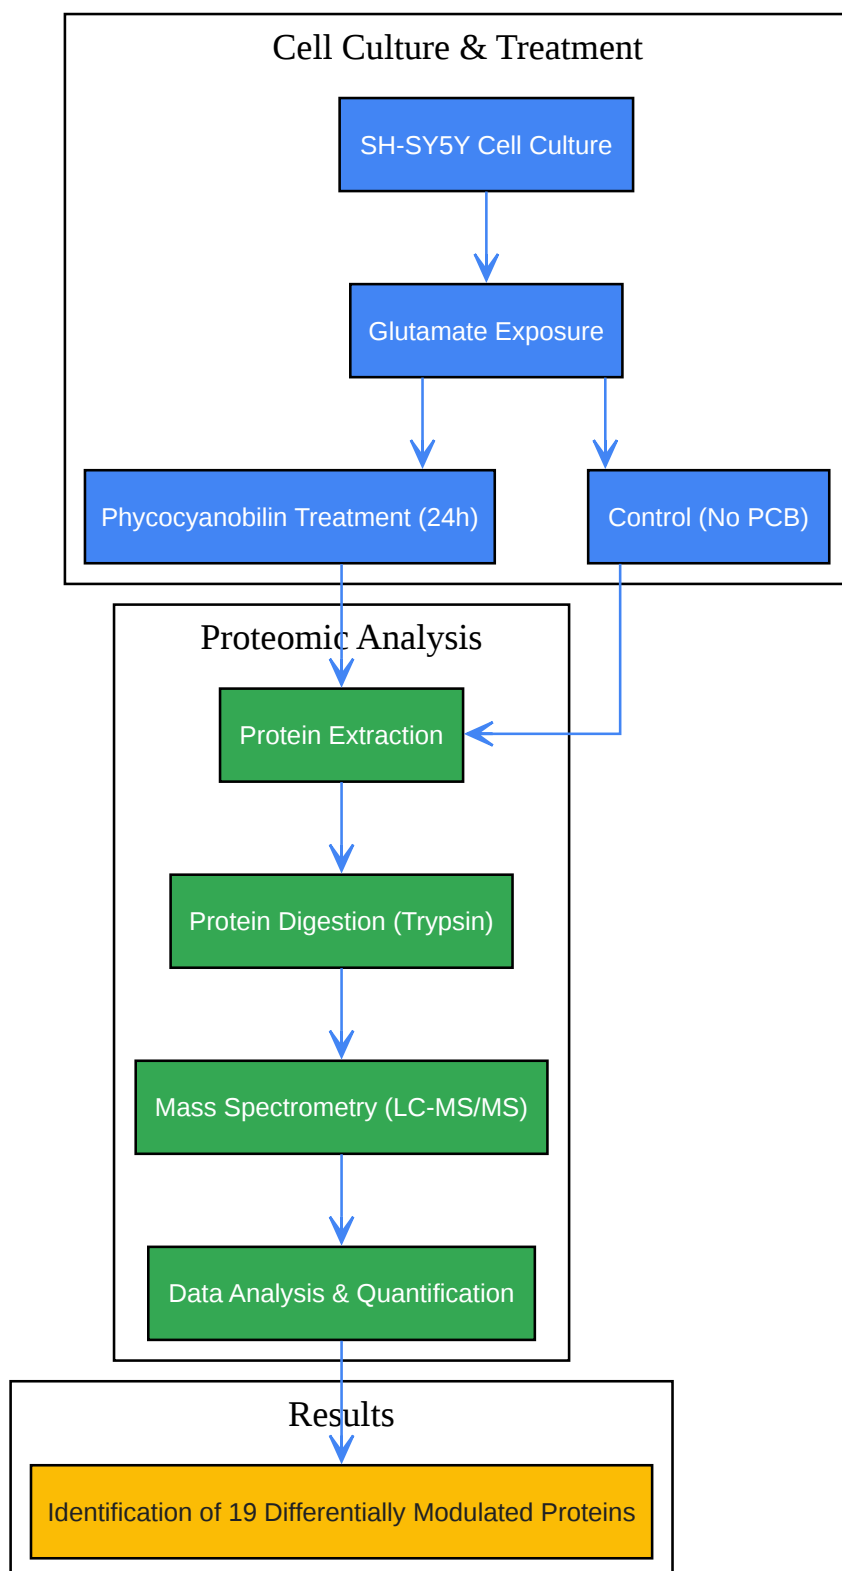 Cell Culture & Treatment
SH-SY5Y Cell Culture
Glutamate Exposure
Phycocyanobilin Treatment (24h)
Control (No PCB)
Proteomic Analysis
Protein Extraction
Protein Digestion (Trypsin)
Mass Spectrometry (LC-MS/MS)
Data Analysis & Quantification
Results
Identification of 19 Differentially Modulated Proteins